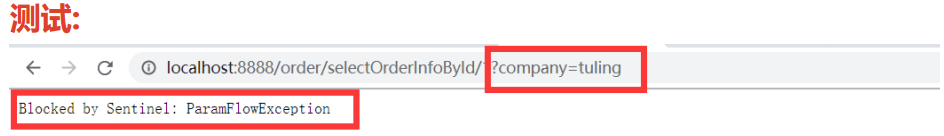 测试:
localhost:8888/order/selectOrderInfoById/1?company=tuling
Blocked by Sentinel: ParamFlowException